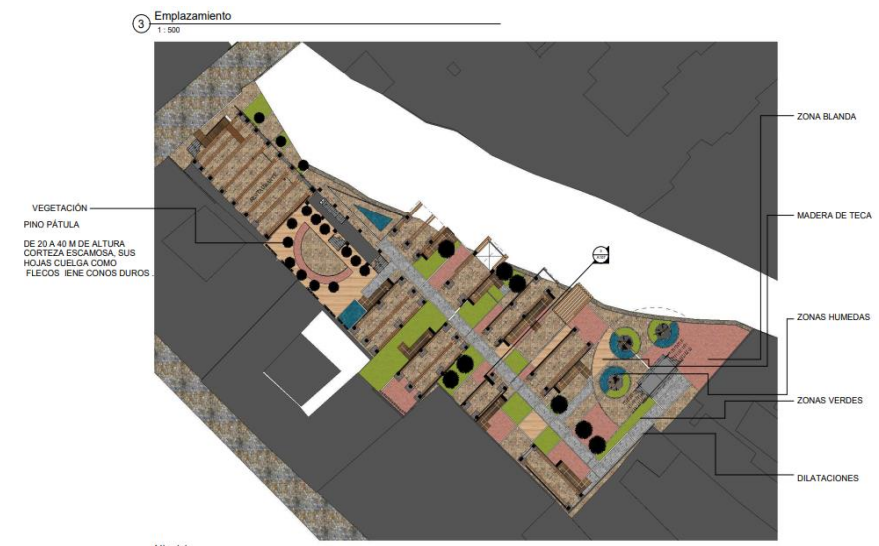 3 Emplazamiento
1 : 500
ZONA BLANDA
VEGETACIÓN
PINO PÁTULA
DE 20 A 40 M DE ALTURA
CORTEZA ESCAMOSA, SUS
HOJAS CUELGA COMO
FLECOS IENE CONOS DUROS .
MADERA DE TECA
ZONAS HUMEDAS
ZONAS VERDES
DILATACIONES